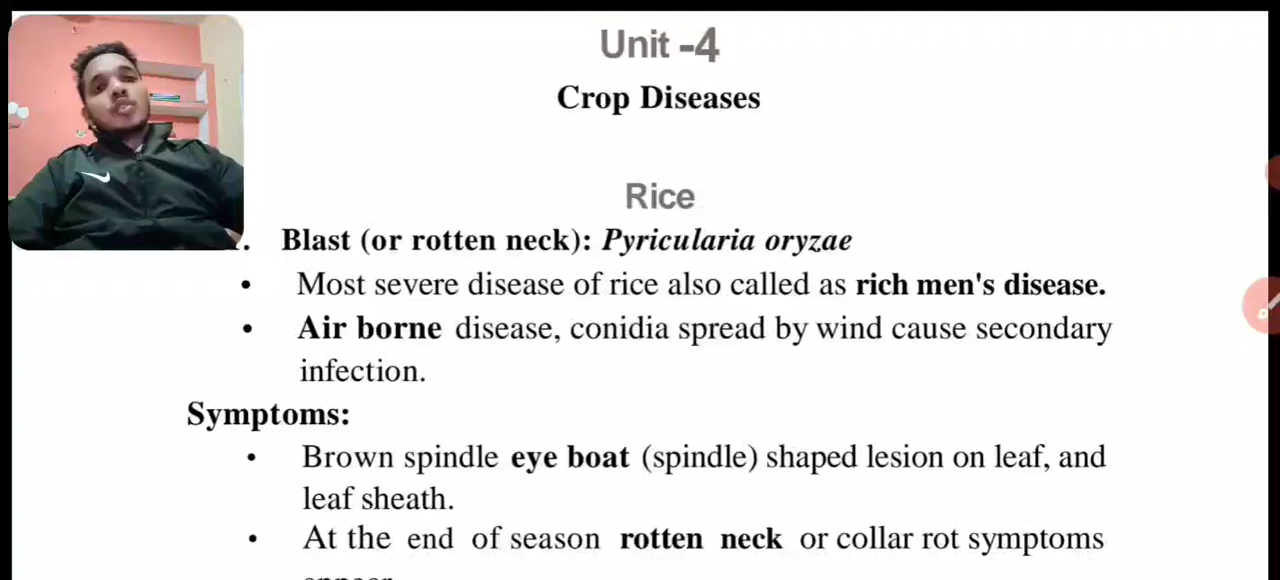 Unit -4
Crop Diseases
Rice
. Blast (or rotten neck): Pyricularia oryzae
• Most severe disease of rice also called as rich men's disease.
• Air borne disease, conidia spread by wind cause secondary
infection.
Symptoms:
• Brown spindle eye boat (spindle) shaped lesion on leaf, and
leaf sheath.
• At the end of season rotten neck or collar rot symptoms